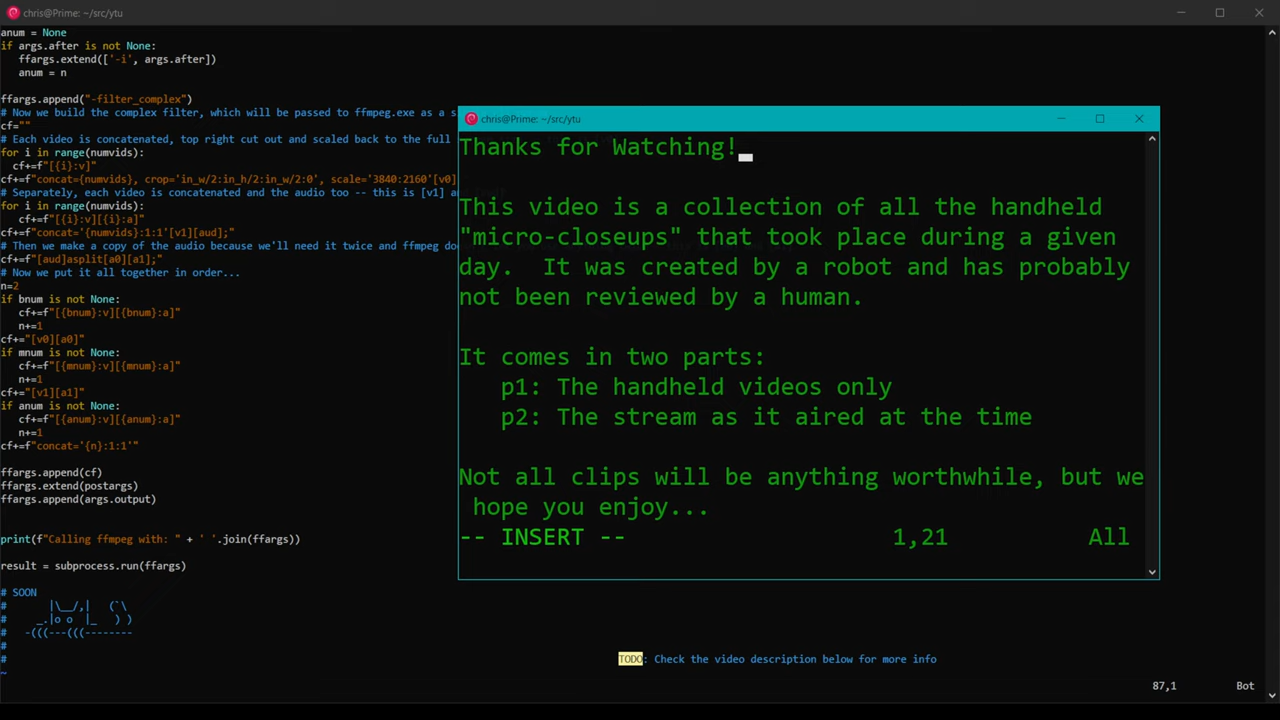 chris@Prime: ~/src/ytu
anum = None
if args.after is not None:
   ffargs.extend(['-i', args.after])
   anum = n
ffargs.append("-filter_complex")
# Now we build the complex filter, which will be passed to ffmpeg.exe as a s
cf=""
# Each video is concatenated, top right cut out and scaled back to the full
for i in range(numvids):
  cf+=f"[{i}:v]"
cf+=f"concat={numvids}, crop='in_w/2:in_h/2:in_w/2:0', scale='3840:2160'[v0]
# Separately, each video is concatenated and the audio too -- this is [v1] a
for i in range(numvids):
   cf+=f"[{i}:v][{i}:a]"
cf+=f"concat='{numvids}:1:1'[v1][aud];"
# Then we make a copy of the audio because we'll need it twice and ffmpeg do
cf+=f"[aud]asplit[a0][a1];"
# Now we put it all together in order...
n=2
if bnum is not None:
   cf+=f"[{bnum}:v][{bnum}:a]"
   n+=1
cf+="[v0][a0]"
if mnum is not None:
   cf+=f"[{mnum}:v][{mnum}:a]"
   n+=1
cf+="[v1][a1]"
if anum is not None:
   cf+=f"[{anum}:v][{anum}:a]"
   n+=1
cf+=f"concat='{n}:1:1'"
ffargs.append(cf)
ffargs.extend(postargs)
ffargs.append(args.output)
print(f"Calling ffmpeg with: " + ' '.join(ffargs))
result = subprocess.run(ffargs)
# SOON
#      |\__/,|   (`\
#    _.|o o  |_   ) )
#  -(((---(((--------
#
#
~
chris@Prime: ~/src/ytu
Thanks for Watching!
This video is a collection of all the handheld
"micro-closeups" that took place during a given
day.  It was created by a robot and has probably
not been reviewed by a human.
It comes in two parts:
   p1: The handheld videos only
   p2: The stream as it aired at the time
Not all clips will be anything worthwhile, but we
 hope you enjoy...
-- INSERT -- 1,21 All
TODO: Check the video description below for more info
87,1 Bot